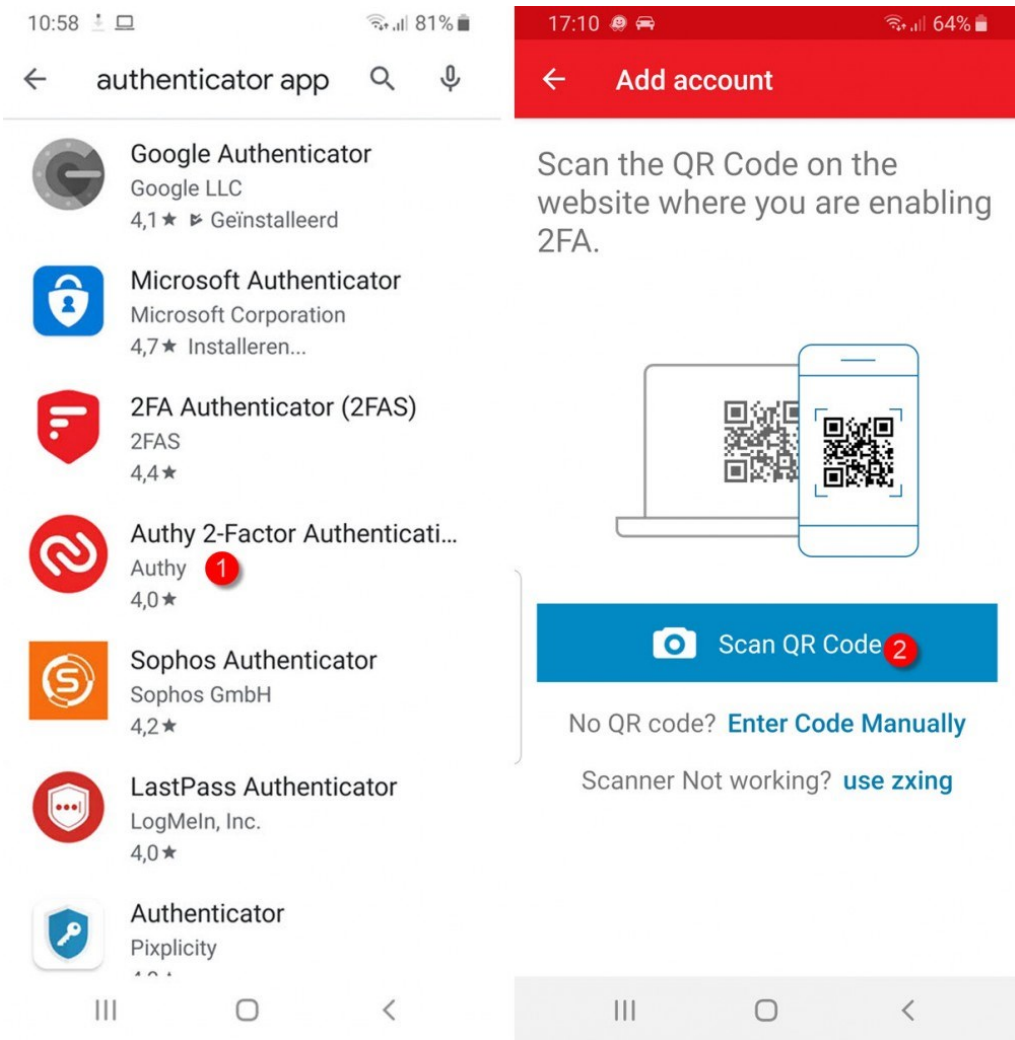 10:58
81%
authenticator app
Google Authenticator
Google LLC
4,1★ Geïnstalleerd
Microsoft Authenticator
Microsoft Corporation
4,7★ Installeren...
2FA Authenticator (2FAS)
2FAS
4,4★
Authy 2-Factor Authenticati...
Authy 1
4,0★
Sophos Authenticator
Sophos GmbH
4,2★
LastPass Authenticator
LogMeIn, Inc.
4,0★
Authenticator
Pixplicity
17:10
64%
Add account
Scan the QR Code on the
website where you are enabling
2FA.
Scan QR Code 2
No QR code? Enter Code Manually
Scanner Not working? use zxing